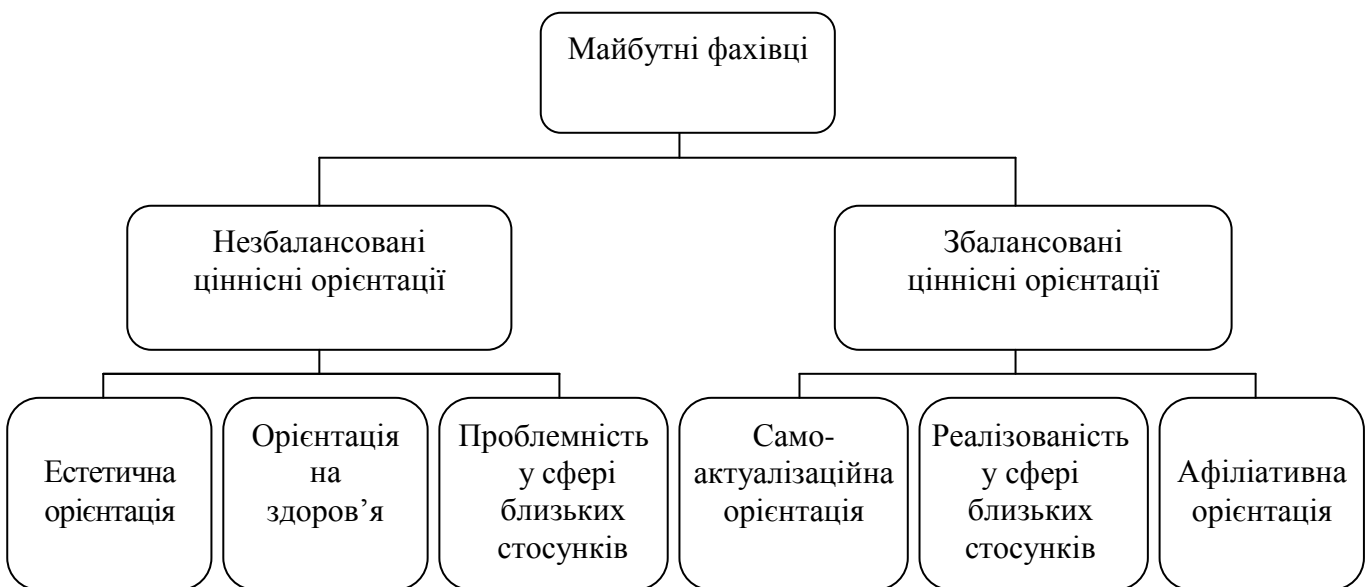 Майбутні фахівці
Незбалансовані
ціннісні орієнтації
Збалансовані
ціннісні орієнтації
Естетична
орієнтація
Орієнтація
на
здоров’я
Проблемність
у сфері
близьких
стосунків
Само-
актуалізаційна
орієнтація
Реалізованість
у сфері
близьких
стосунків
Афіліативна
орієнтація